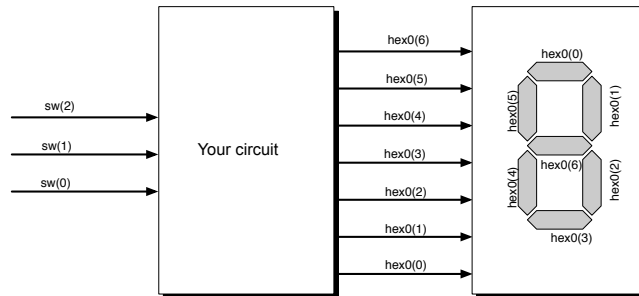 sw(2)
sw(1)
sw(0)
Your circuit
hex0(6)
hex0(5)
hex0(4)
hex0(3)
hex0(2)
hex0(1)
hex0(0)
hex0(0)
hex0(5)
hex0(1)
hex0(6)
hex0(4)
hex0(2)
hex0(3)